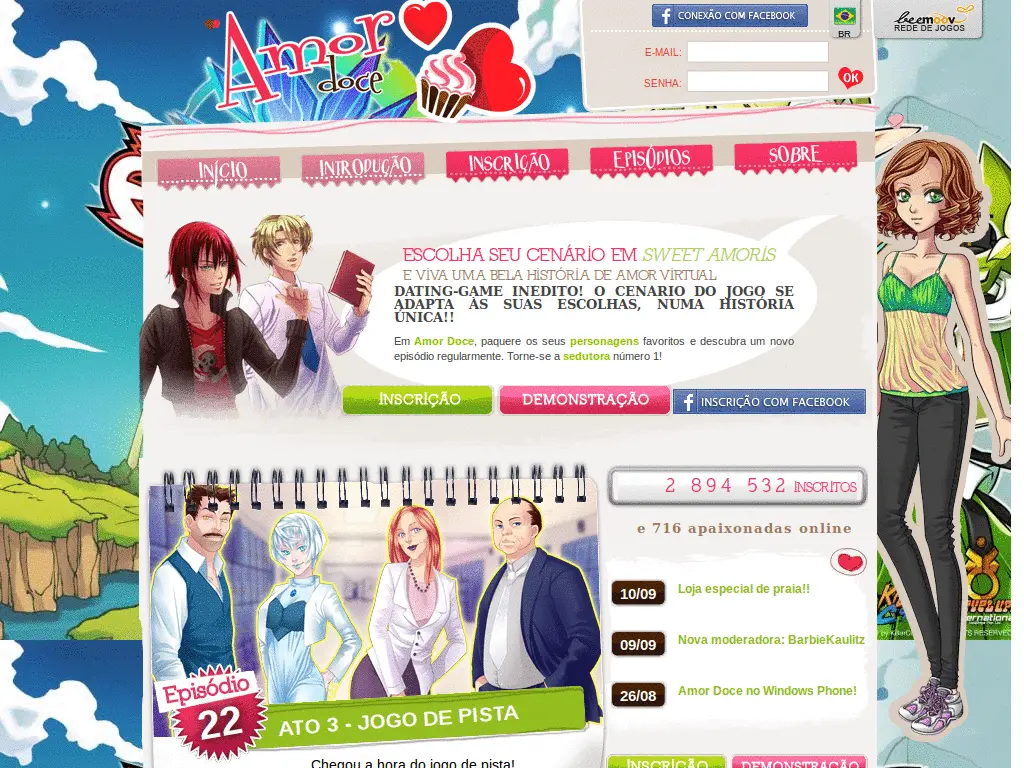 Amor
doce
CONEXÃO COM FACEBOOK
BR
beemoov
REDE DE JOGOS
E-MAIL:
SENHA:
OK
INÍCIO
INTRODUÇÃO
INSCRIÇÃO
EPISÓDIOS
SOBRE
ESCOLHA SEU CENÁRIO EM SWEET AMORIS
E VIVA UMA BELA HISTÓRIA DE AMOR VIRTUAL
DATING-GAME INEDITO! O CENARIO DO JOGO SE
ADAPTA ÀS SUAS ESCOLHAS, NUMA HISTÓRIA
ÚNICA!!
Em Amor Doce, paquere os seus personagens favoritos e descubra um novo
episódio regularmente. Torne-se a sedutora número 1!
INSCRIÇÃO
DEMONSTRAÇÃO
INSCRIÇÃO COM FACEBOOK
2 894 532 INSCRITOS
e 716 apaixonadas online
10/09
Loja especial de praia!!
09/09
Nova moderadora: BarbieKaulitz
26/08
Amor Doce no Windows Phone!
Episódio
22
ATO 3 - JOGO DE PISTA
Chegou a hora do jogo de pista!
INSCRIÇÃO
DEMONSTRAÇÃO